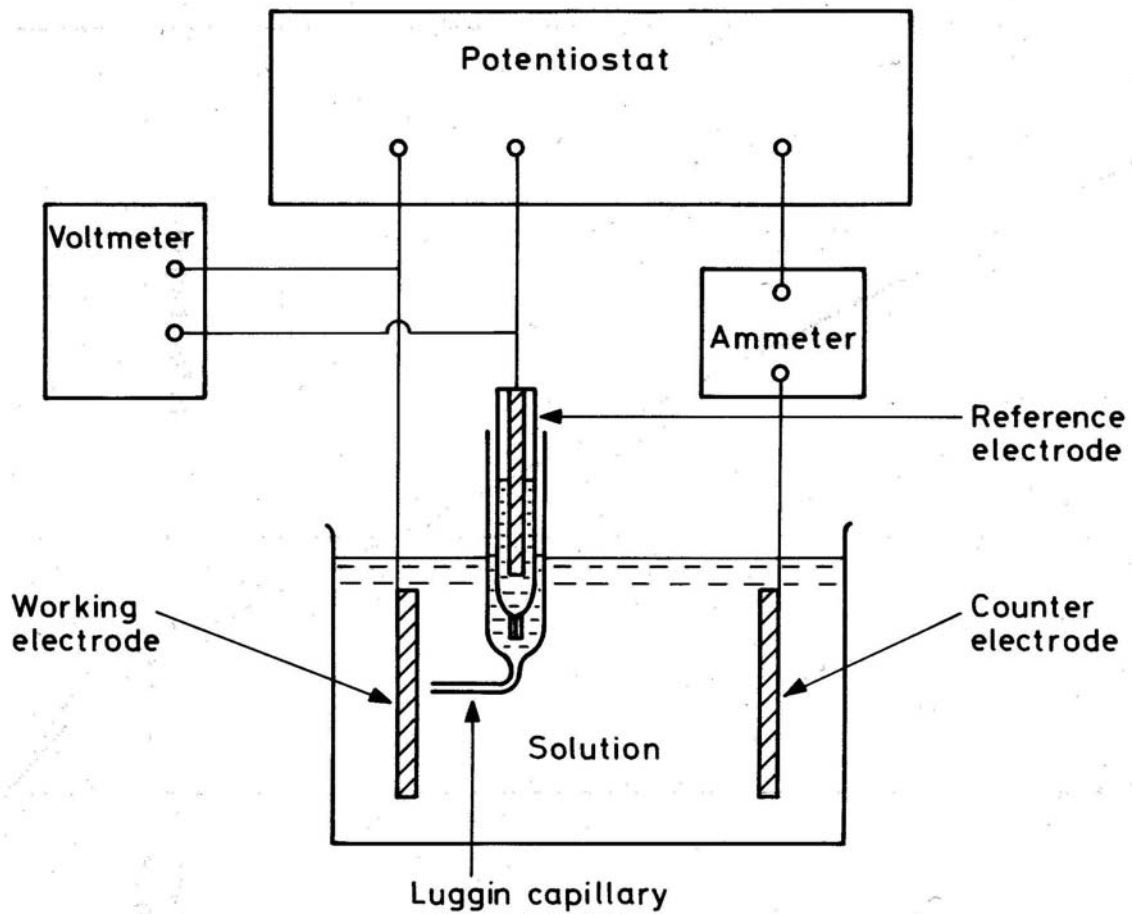 Potentiostat
Voltmeter
Ammeter
Reference
electrode
Working
electrode
Counter
electrode
Solution
Luggin capillary